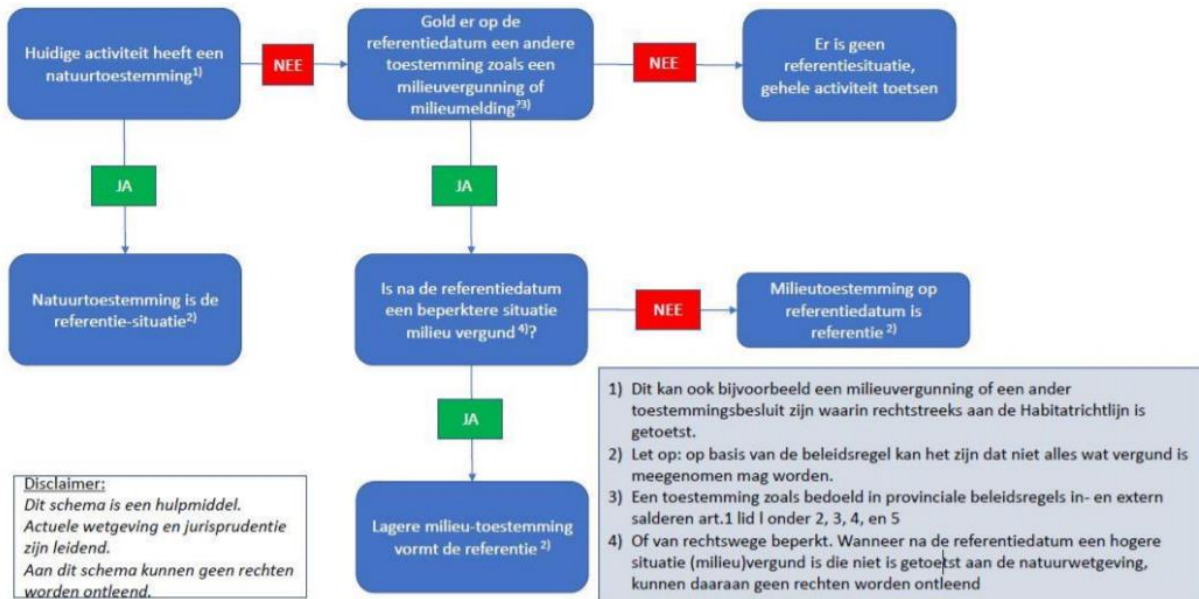 Huidige activiteit heeft een
natuurtoestemming1)
NEE
Gold er op de
referentiedatum een andere
toestemming zoals een
milieuvergunning of
milieumelding?3)
NEE
Er is geen
referentiesituatie,
gehele activiteit toetsen
JA
JA
Natuurtoestemming is de
referentie-situatie2)
Is na de referentiedatum
een beperktere situatie
milieu vergund 4)?
NEE
Milieutoestemming op
referentiedatum is
referentie 2)
JA
Lagere milieu-toestemming
vormt de referentie 2)
Disclaimer:
Dit schema is een hulpmiddel.
Actuele wetgeving en jurisprudentie
zijn leidend.
Aan dit schema kunnen geen rechten
worden ontleend.
1) Dit kan ook bijvoorbeeld een milieuvergunning of een ander
toestemmingsbesluit zijn waarin rechtstreeks aan de Habitatrichtlijn is
getoetst.
2) Let op: op basis van de beleidsregel kan het zijn dat niet alles wat vergund is
meegenomen mag worden.
3) Een toestemming zoals bedoeld in provinciale beleidsregels in- en extern
salderen art.1 lid l onder 2, 3, 4, en 5
4) Of van rechtswege beperkt. Wanneer na de referentiedatum een hogere
situatie (milieu)vergund is die niet is getoetst aan de natuurwetgeving,
kunnen daaraan geen rechten worden ontleend